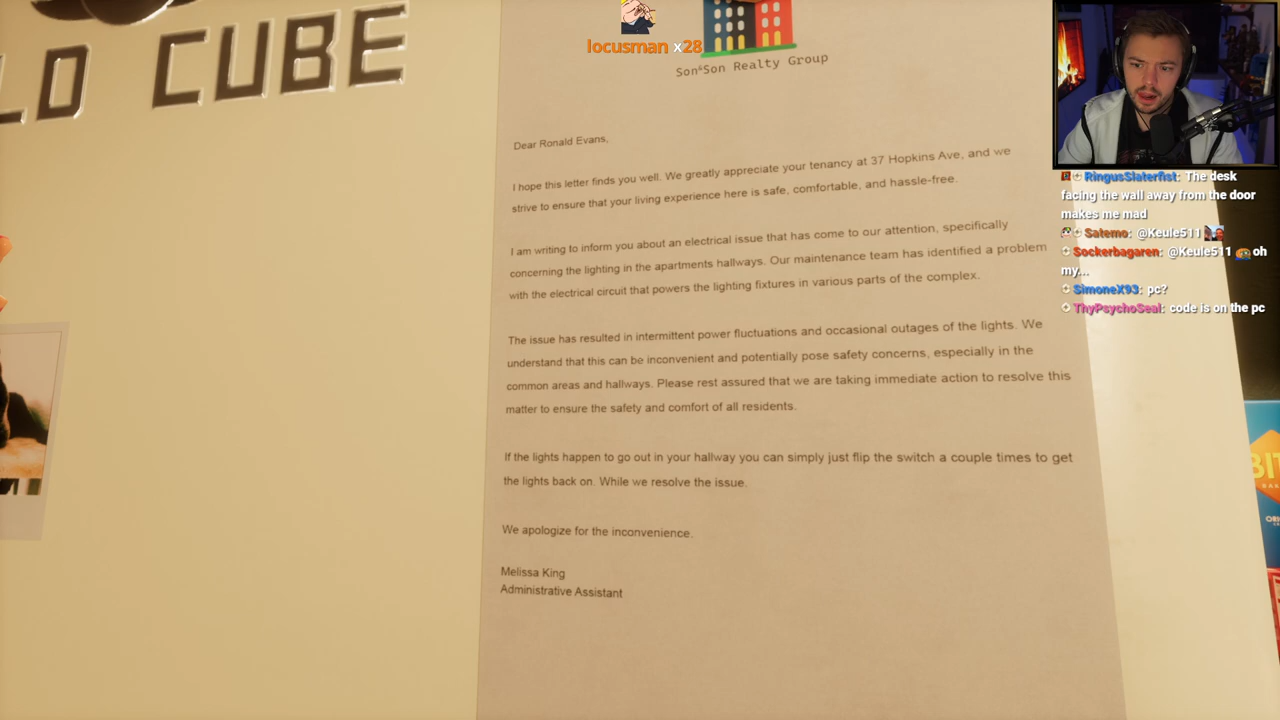 LO CUBE
locusman x28
Son&Son Realty Group
Dear Ronald Evans,
I hope this letter finds you well. We greatly appreciate your tenancy at 37 Hopkins Ave, and we
strive to ensure that your living experience here is safe, comfortable, and hassle-free.
I am writing to inform you about an electrical issue that has come to our attention, specifically
concerning the lighting in the apartments hallways. Our maintenance team has identified a problem
with the electrical circuit that powers the lighting fixtures in various parts of the complex.
The issue has resulted in intermittent power fluctuations and occasional outages of the lights. We
understand that this can be inconvenient and potentially pose safety concerns, especially in the
common areas and hallways. Please rest assured that we are taking immediate action to resolve this
matter to ensure the safety and comfort of all residents.
If the lights happen to go out in your hallway you can simply just flip the switch a couple times to get
the lights back on. While we resolve the issue.
We apologize for the inconvenience.
Melissa King
Administrative Assistant
RingusSlaterfist: The desk
facing the wall away from the door
makes me mad
Satemo: @Keule511
Sockerbagaren: @Keule511 oh
my...
SimoneX93: pc?
ThyPsychoSeal: code is on the pc